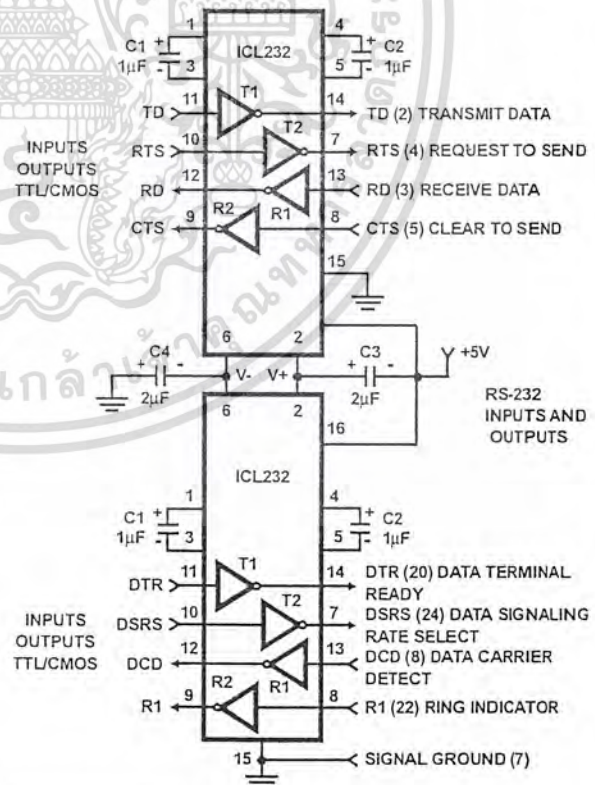 1
4
C1
+
1µF
-
3
ICL232
+
C2
5
-
1µF
T1
11
14
TD
TD (2) TRANSMIT DATA
T2
INPUTS
OUTPUTS
TTL/CMOS
10
7
RTS
RTS (4) REQUEST TO SEND
12
13
RD
RD (3) RECEIVE DATA
R2
R1
9
8
CTS
CTS (5) CLEAR TO SEND
15
6
2
C4
+
-
V-
V+
C3
+
-
+5V
2µF
2µF
6
2
16
RS-232
INPUTS AND
OUTPUTS
ICL232
1
4
C1
+
1µF
-
3
+
C2
5
-
1µF
T1
11
14
DTR
DTR (20) DATA TERMINAL
READY
T2
INPUTS
OUTPUTS
TTL/CMOS
10
7
DSRS
DSRS (24) DATA SIGNALING
RATE SELECT
12
13
DCD
DCD (8) DATA CARRIER
DETECT
R2
R1
9
8
R1
R1 (22) RING INDICATOR
15
SIGNAL GROUND (7)